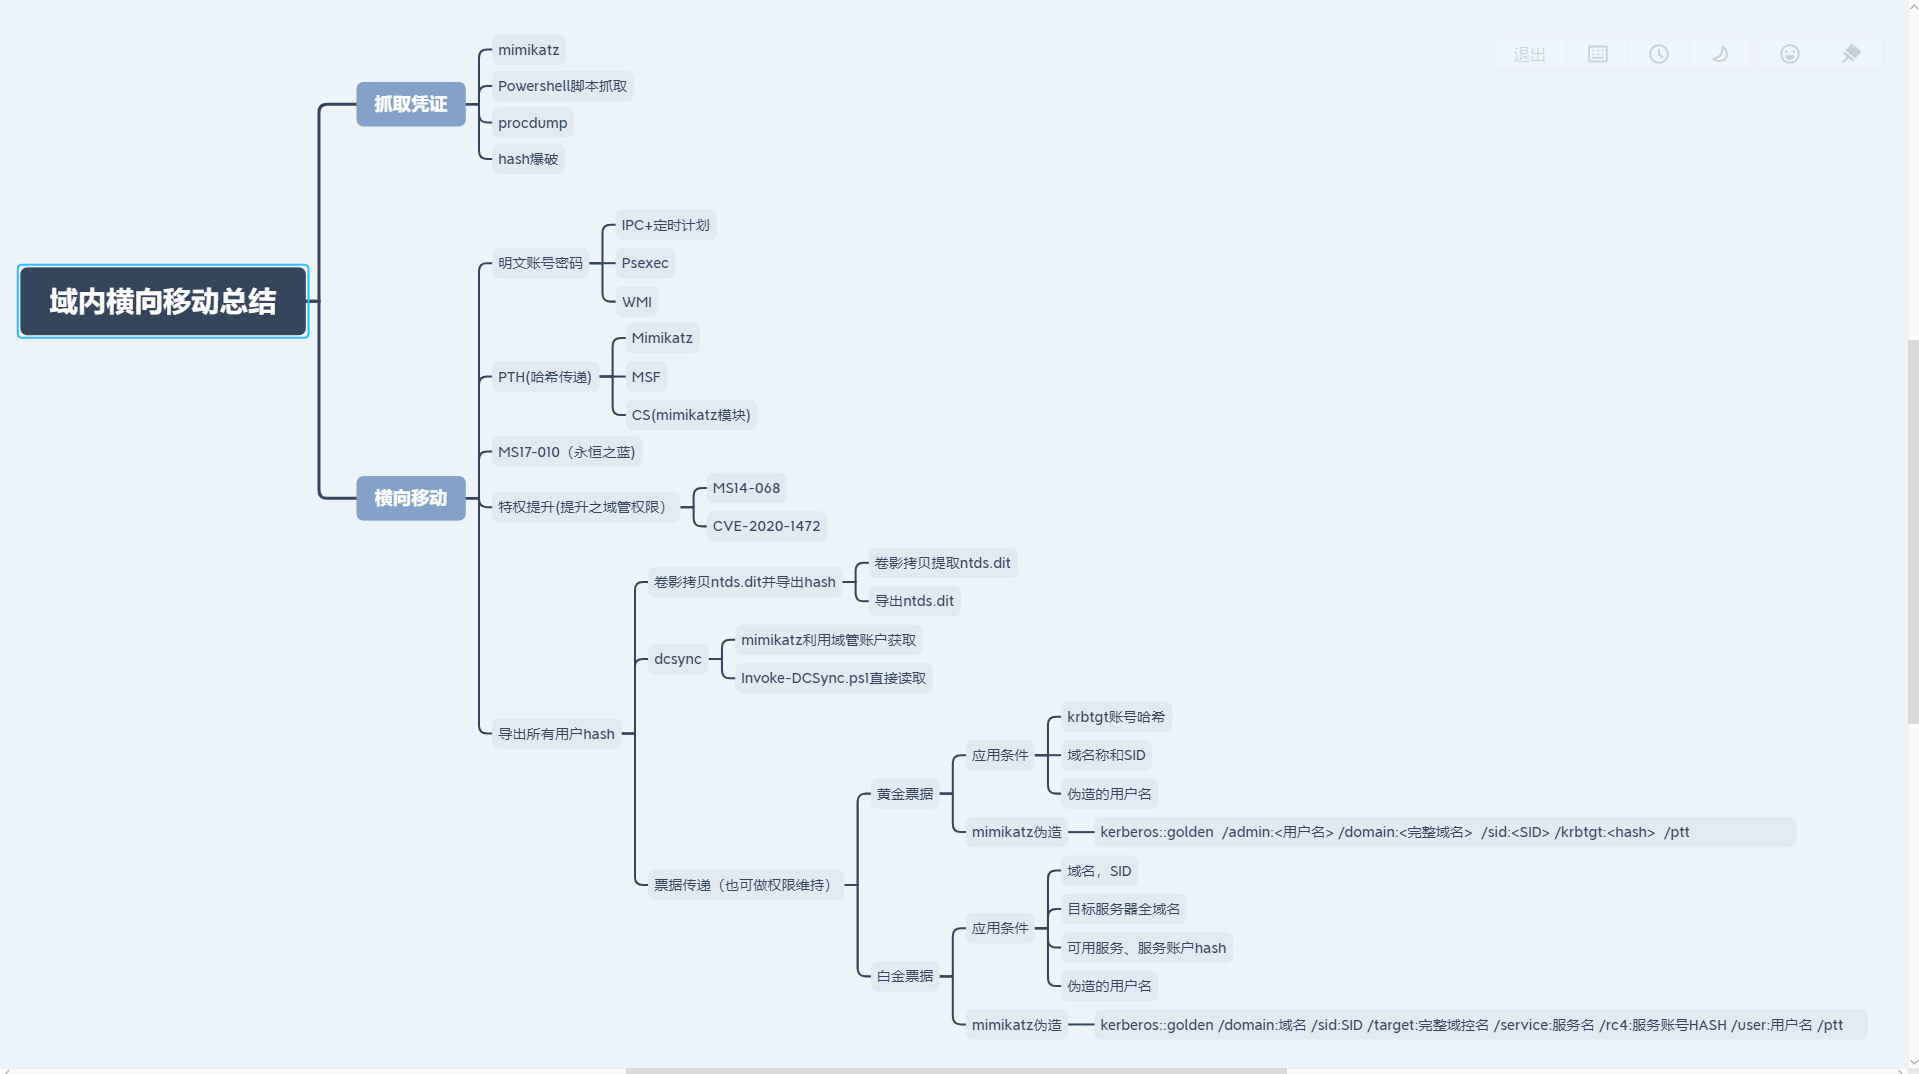 域内横向移动总结
退出
抓取凭证
mimikatz
Powershell脚本抓取
procdump
hash爆破
横向移动
明文账号密码
IPC+定时计划
Psexec
WMI
PTH(哈希传递)
Mimikatz
MSF
CS(mimikatz模块)
MS17-010（永恒之蓝)
特权提升(提升之域管权限）
MS14-068
CVE-2020-1472
导出所有用户hash
卷影拷贝ntds.dit并导出hash
卷影拷贝提取ntds.dit
导出ntds.dit
dcsync
mimikatz利用域管账户获取
Invoke-DCSync.ps1直接读取
票据传递（也可做权限维持）
黄金票据
应用条件
krbtgt账号哈希
域名称和SID
伪造的用户名
mimikatz伪造
kerberos::golden  /admin:<用户名> /domain:<完整域名>  /sid:<SID> /krbtgt:<hash>  /ptt
白金票据
应用条件
域名，SID
目标服务器全域名
可用服务、服务账户hash
伪造的用户名
mimikatz伪造
kerberos::golden /domain:域名 /sid:SID /target:完整域控名 /service:服务名 /rc4:服务账号HASH /user:用户名 /ptt